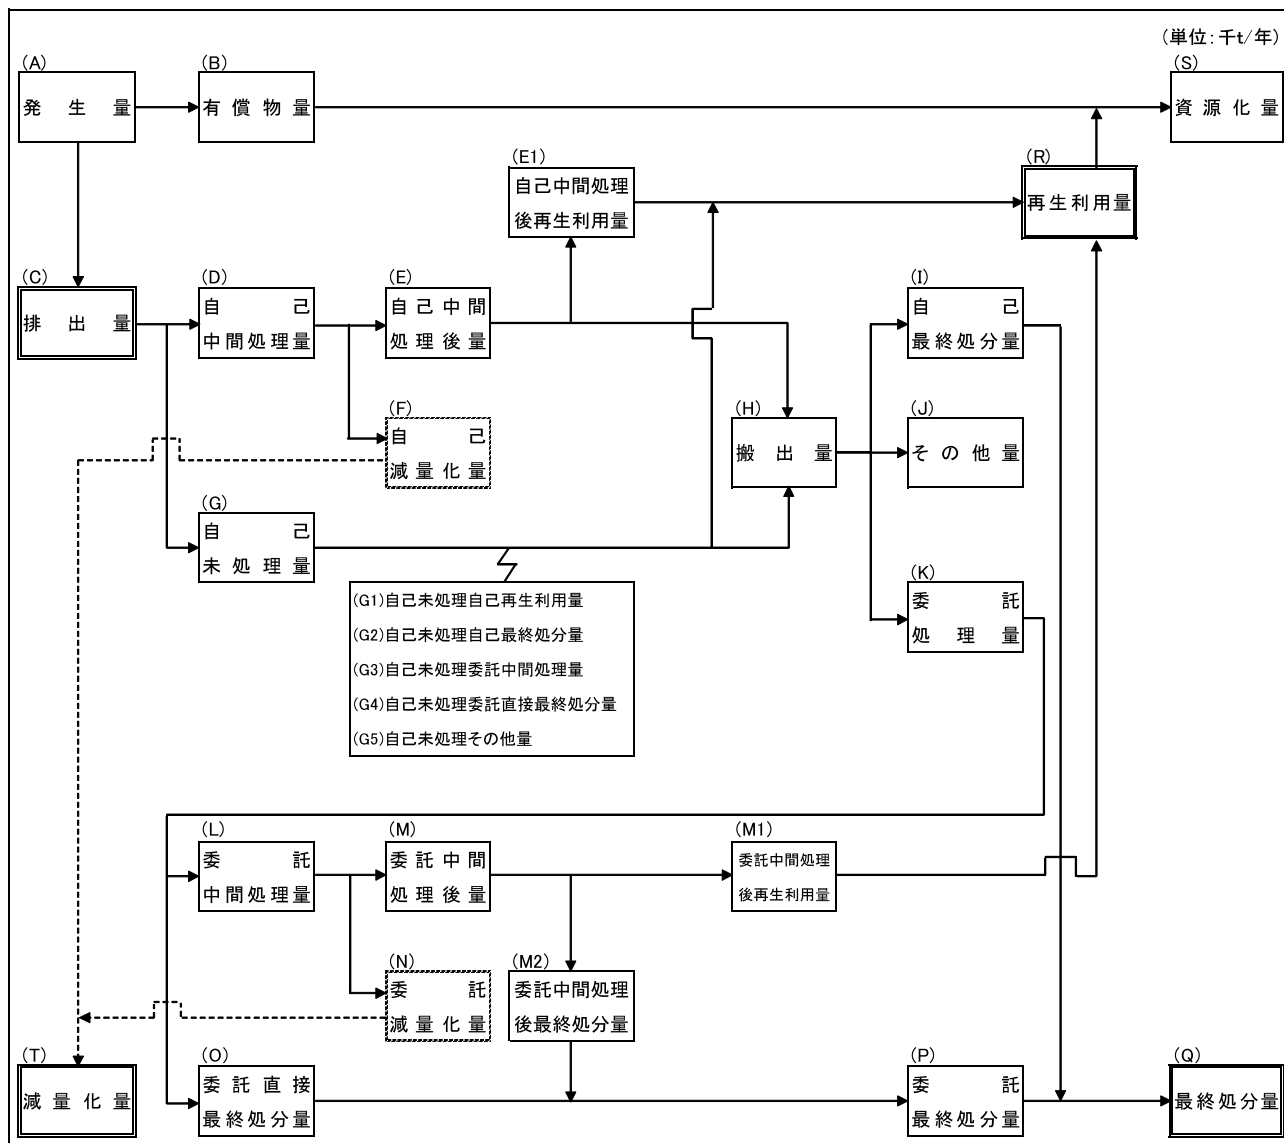 (単位:千t/年)
(A)
発生量
(B)
有償物量
(S)
資源化量
(E1)
自己中間処理
後再生利用量
(R)
再生利用量
(C)
排出量
(D)
自己
中間処理量
(E)
自己中間
処理後量
(I)
自己
最終処分量
(F)
自己
減量化量
(H)
搬出量
(J)
その他量
(G)
自己
未処理量
(K)
委託
処理量
(G1)自己未処理自己再生利用量
(G2)自己未処理自己最終処分量
(G3)自己未処理委託中間処理量
(G4)自己未処理委託直接最終処分量
(G5)自己未処理その他量
(L)
委託
中間処理量
(M)
委託中間
処理後量
(M1)
委託中間処理
後再生利用量
(N)
委託
減量化量
(M2)
委託中間処理
後最終処分量
(T)
減量化量
(O)
委託直接
最終処分量
(P)
委託
最終処分量
(Q)
最終処分量